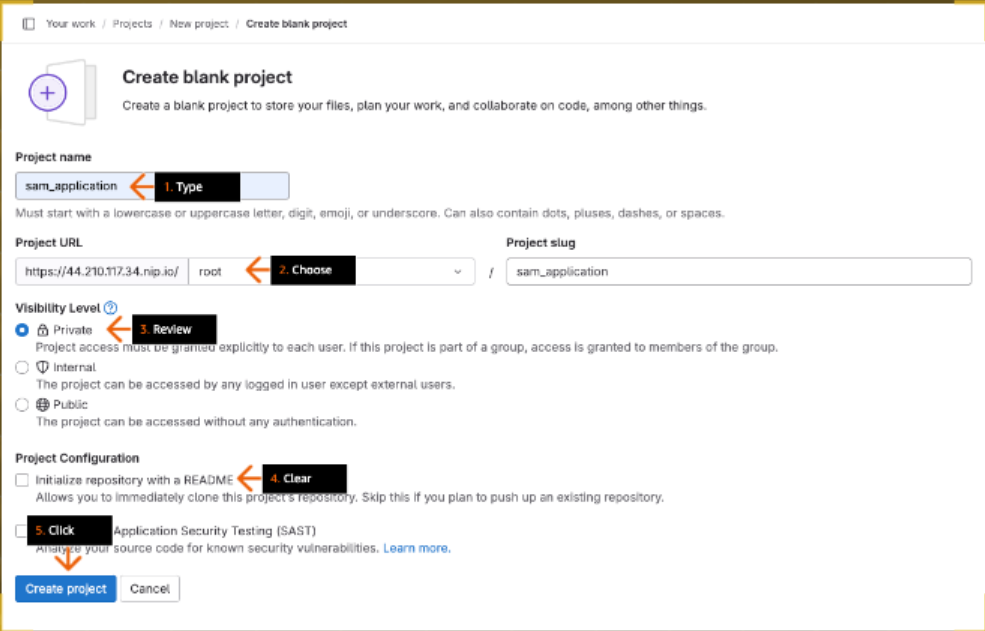 Your work / Projects / New project / Create blank project
Create blank project
Create a blank project to store your files, plan your work, and collaborate on code, among other things.
Project name
sam_application 1. Type
Must start with a lowercase or uppercase letter, digit, emoji, or underscore. Can also contain dots, pluses, dashes, or spaces.
Project URL Project slug
https://44.210.117.34.nip.io/ root 2. Choose / sam_application
Visibility Level
Private 3. Review
Project access must be granted explicitly to each user. If this project is part of a group, access is granted to members of the group.
Internal
The project can be accessed by any logged in user except external users.
Public
The project can be accessed without any authentication.
Project Configuration
Initialize repository with a README 4. Clear
Allows you to immediately clone this project's repository. Skip this if you plan to push up an existing repository.
5. Click Application Security Testing (SAST)
Analyze your source code for known security vulnerabilities. Learn more.
Create project Cancel